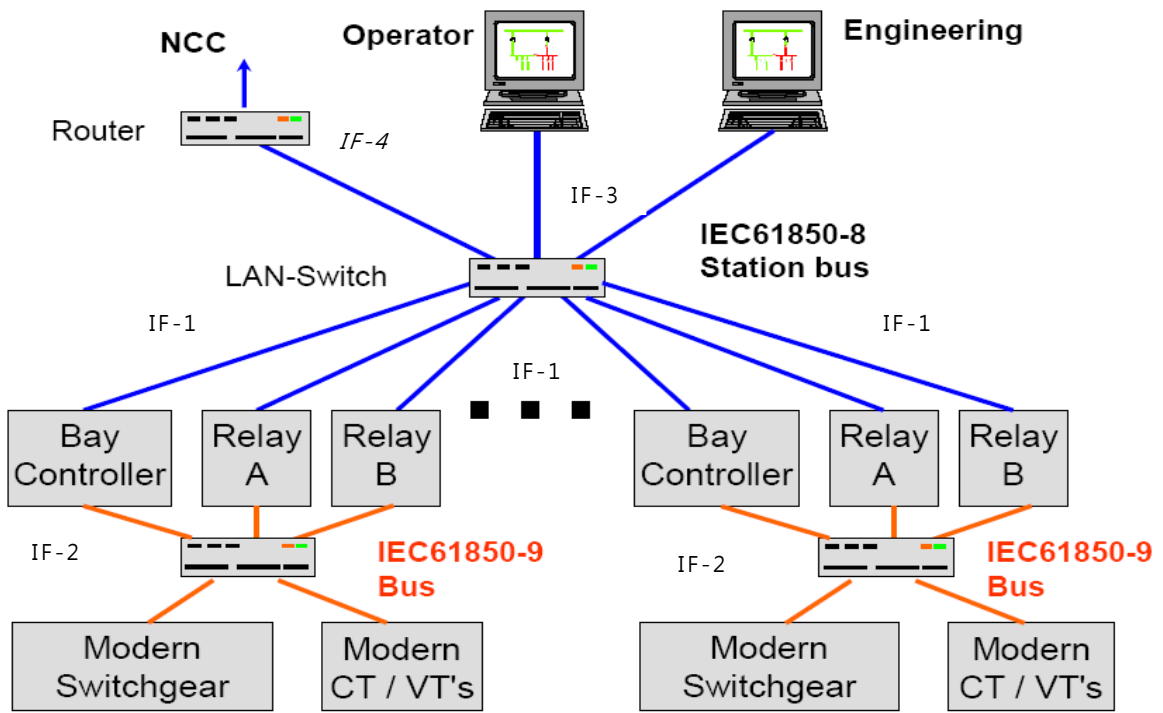 NCC
Operator
Engineering
Router
IF-4
IF-3
IEC61850-8
Station bus
LAN-Switch
IF-1
IF-1
IF-1
Bay
Controller
Relay
A
Relay
B
Bay
Controller
Relay
A
Relay
B
IF-2
IEC61850-9
Bus
IF-2
IEC61850-9
Bus
Modern
Switchgear
Modern
CT / VT's
Modern
Switchgear
Modern
CT / VT's